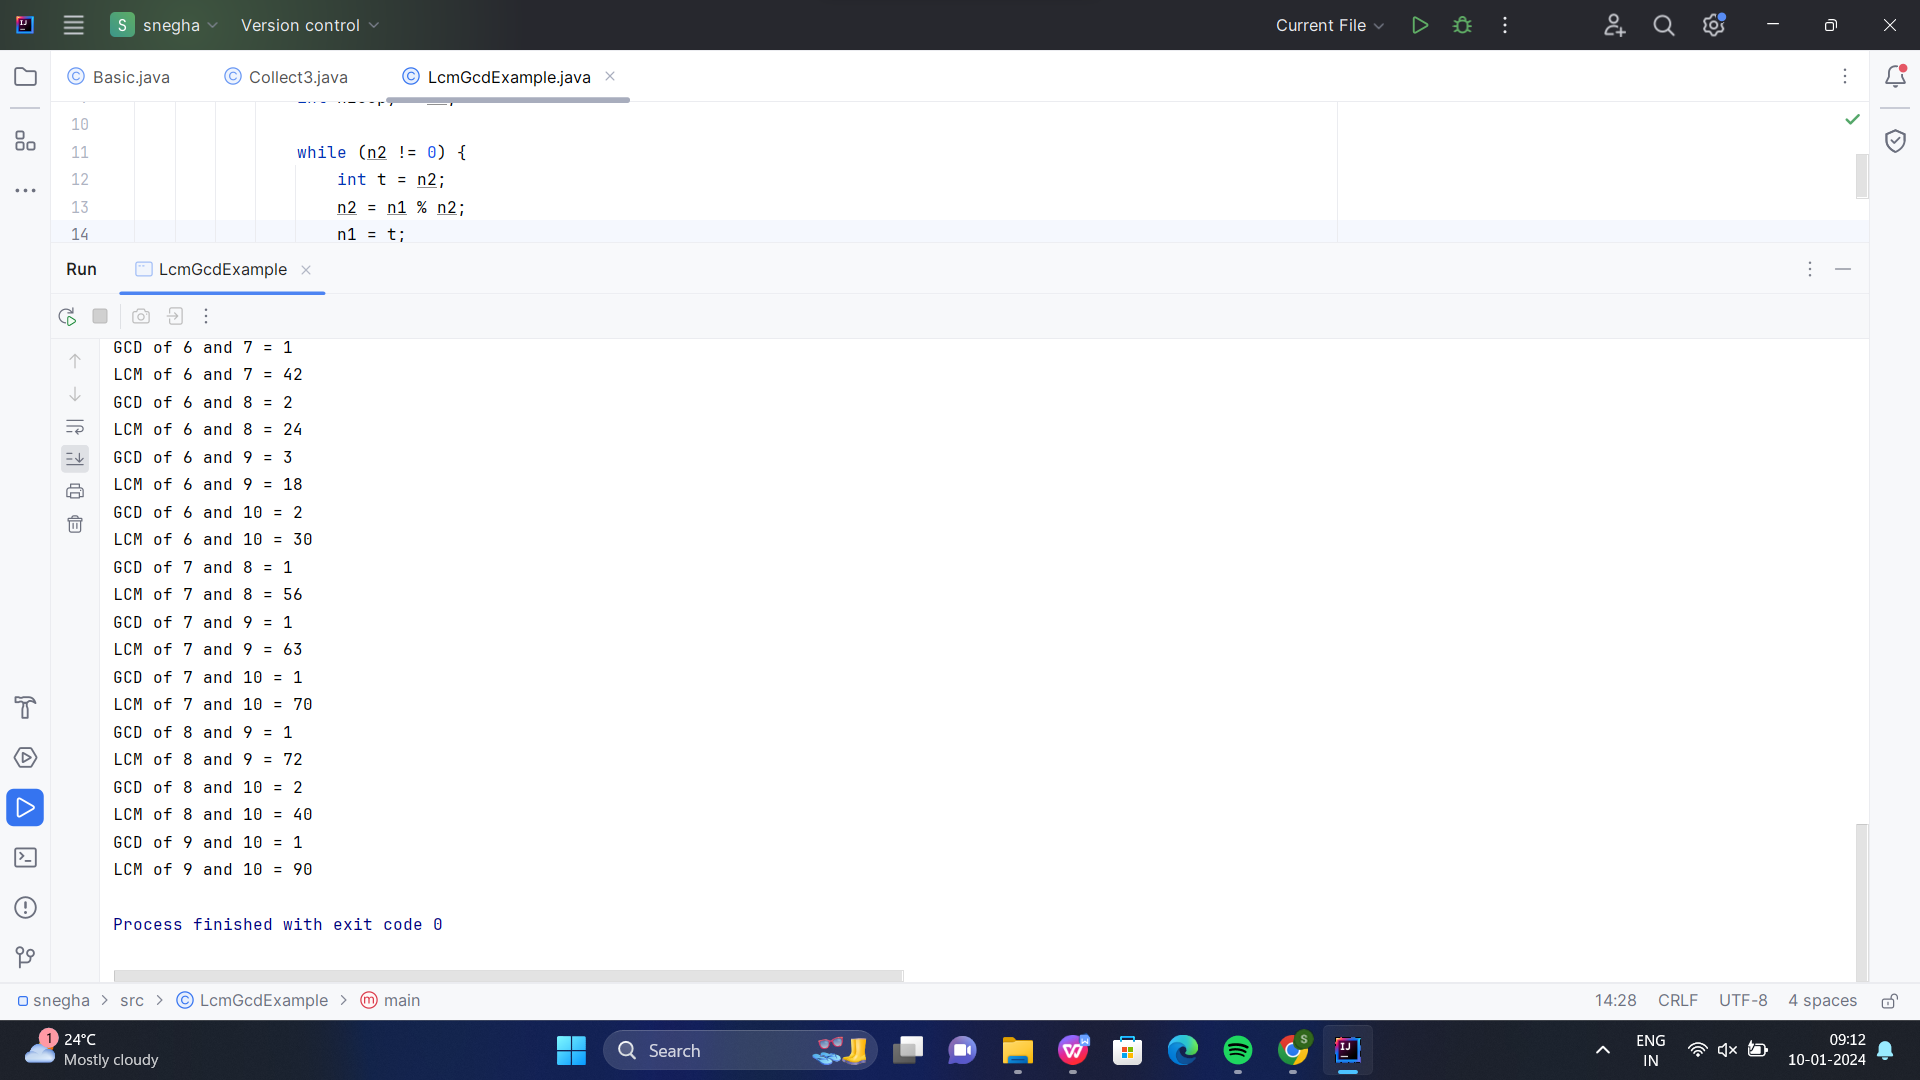 S snegha Version control Current File
Basic.java Collect3.java LcmGcdExample.java
10
11 while (n2 != 0) {
12 int t = n2;
13 n2 = n1 % n2;
14 n1 = t;
Run LcmGcdExample
GCD of 6 and 7 = 1
LCM of 6 and 7 = 42
GCD of 6 and 8 = 2
LCM of 6 and 8 = 24
GCD of 6 and 9 = 3
LCM of 6 and 9 = 18
GCD of 6 and 10 = 2
LCM of 6 and 10 = 30
GCD of 7 and 8 = 1
LCM of 7 and 8 = 56
GCD of 7 and 9 = 1
LCM of 7 and 9 = 63
GCD of 7 and 10 = 1
LCM of 7 and 10 = 70
GCD of 8 and 9 = 1
LCM of 8 and 9 = 72
GCD of 8 and 10 = 2
LCM of 8 and 10 = 40
GCD of 9 and 10 = 1
LCM of 9 and 10 = 90
Process finished with exit code 0
snegha > src > LcmGcdExample > main 14:28 CRLF UTF-8 4 spaces
1 24°C
Mostly cloudy
Search
ENG
IN
09:12
10-01-2024